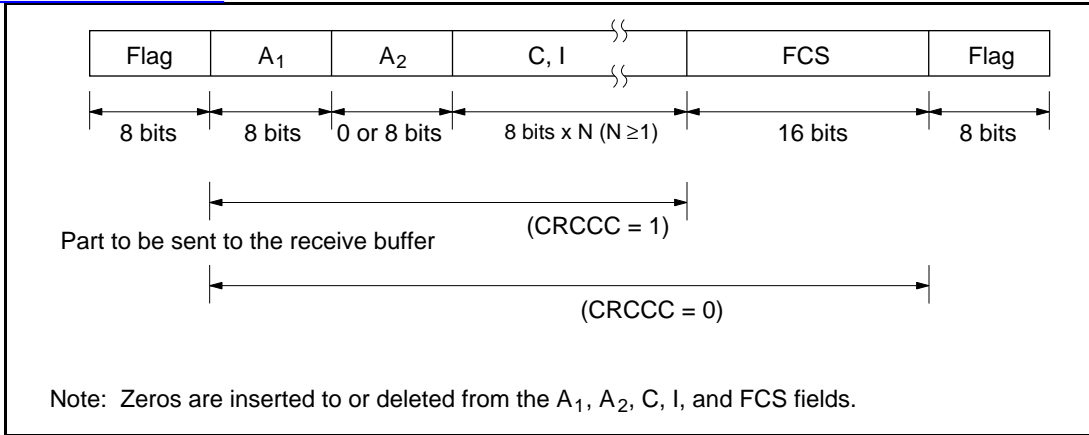 Flag A1 A2 C, I FCS Flag
8 bits 8 bits 0 or 8 bits 8 bits x N (N ≥1) 16 bits 8 bits
(CRCCC = 1)
Part to be sent to the receive buffer
(CRCCC = 0)
Note: Zeros are inserted to or deleted from the A1, A2, C, I, and FCS fields.